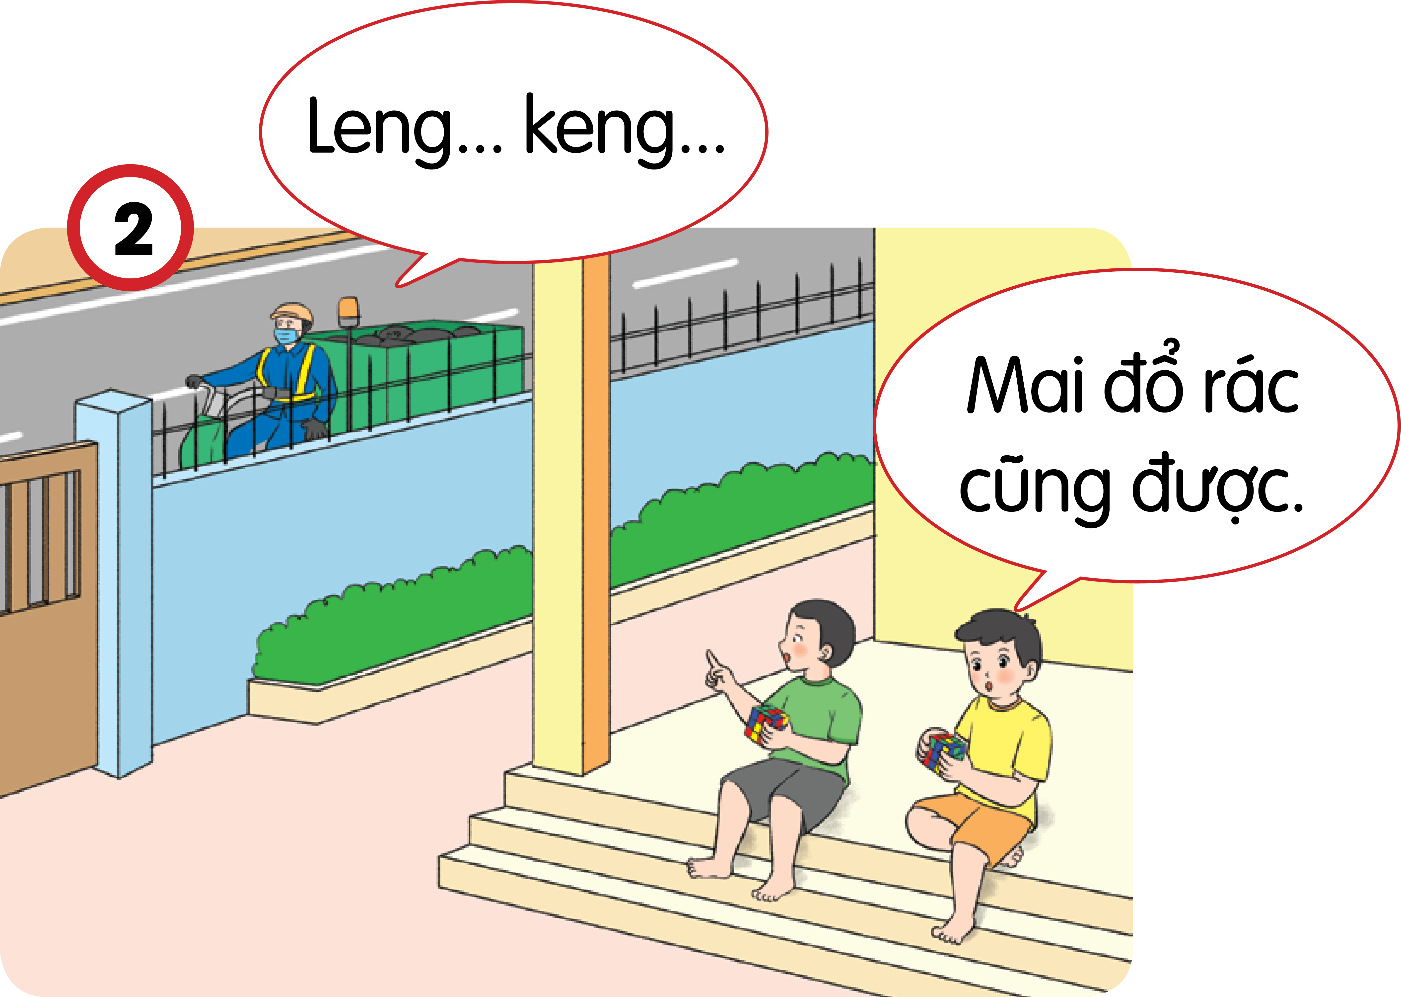 Leng... keng...
2
Mai đổ rác
cũng được.